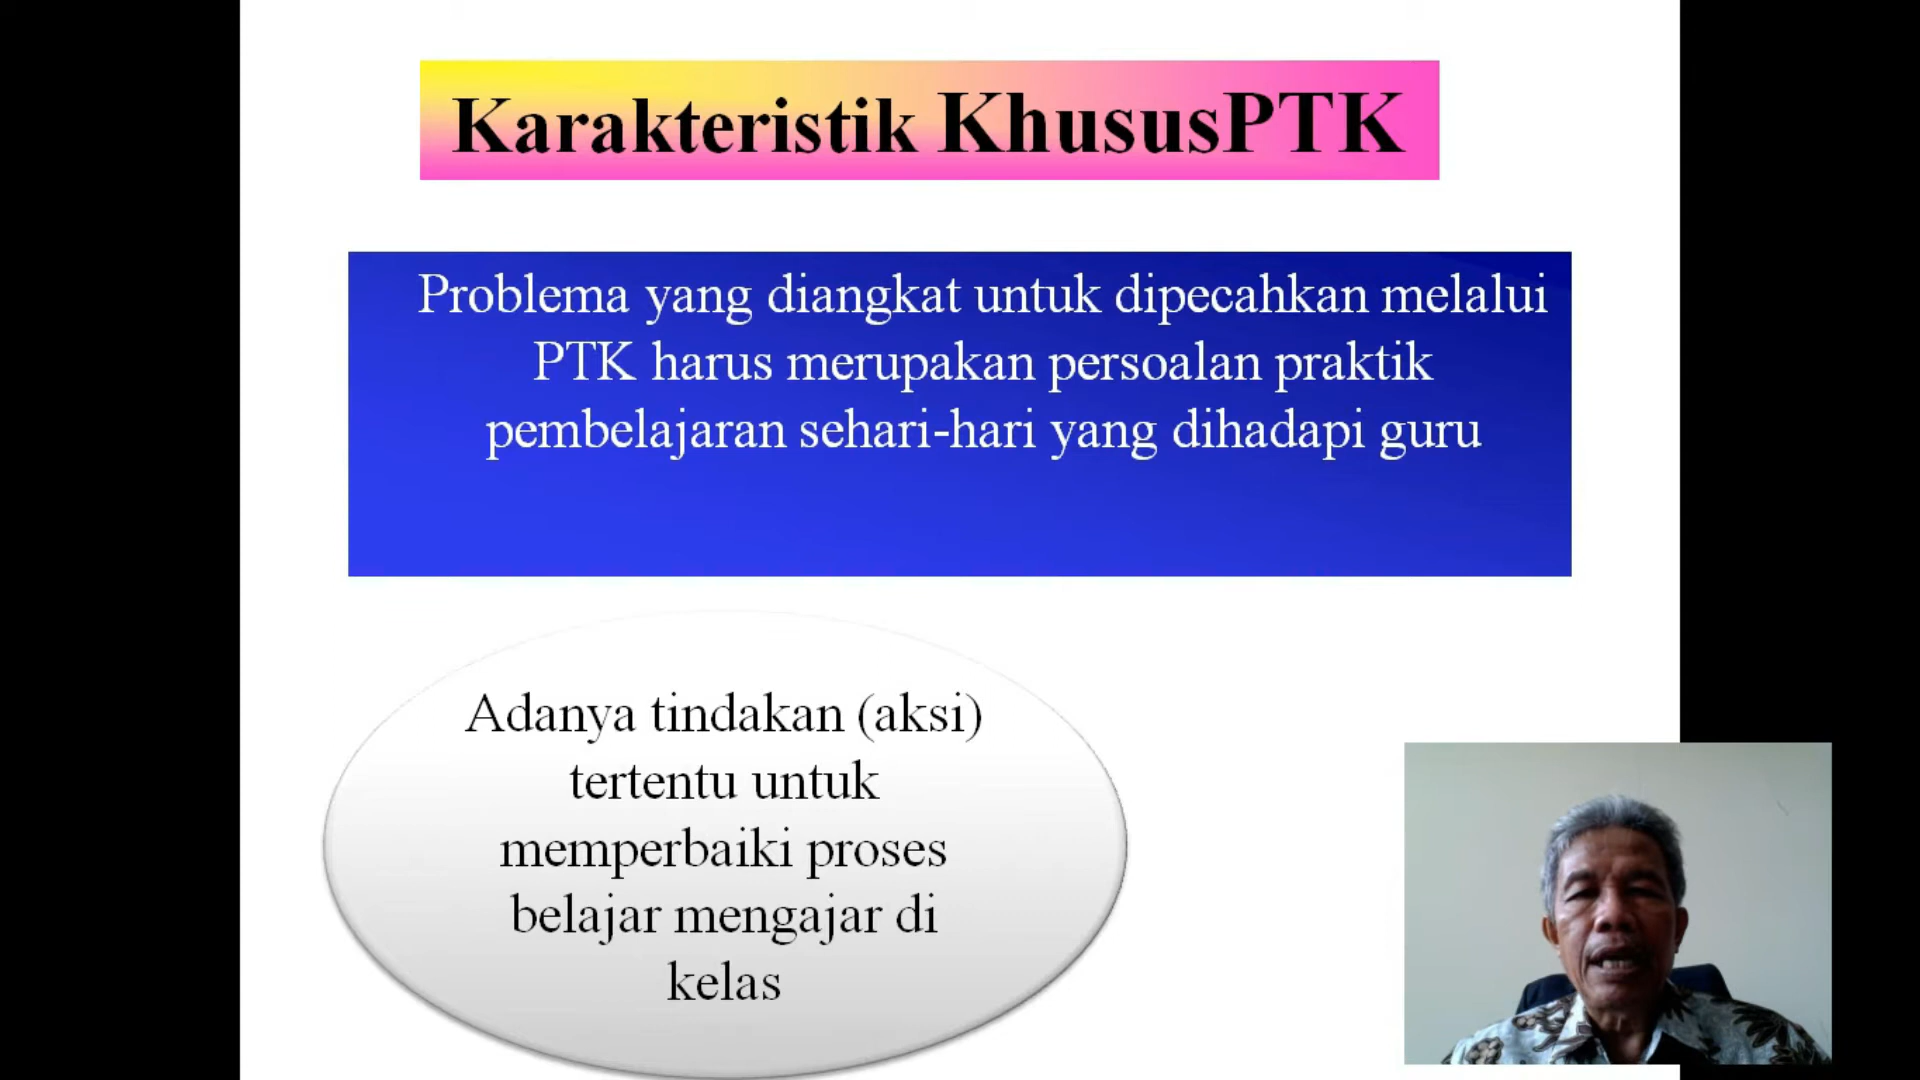 Karakteristik KhususPTK
Problema yang diangkat untuk dipecahkan melalui
PTK harus merupakan persoalan praktik
pembelajaran sehari-hari yang dihadapi guru
Adanya tindakan (aksi)
tertentu untuk
memperbaiki proses
belajar mengajar di
kelas